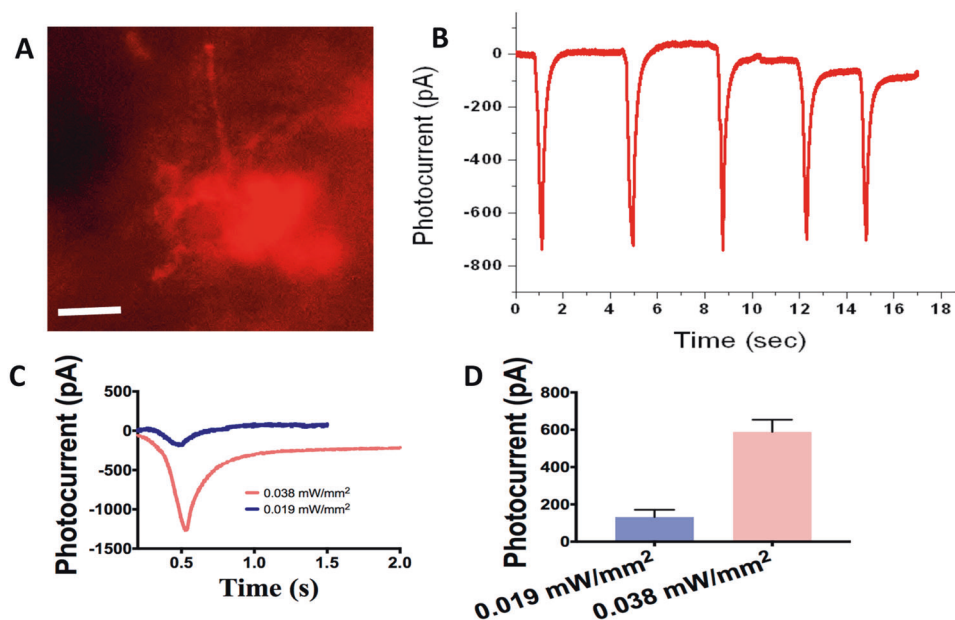 A
B
Photocurrent (pA)
0
-200
-400
-600
-800
0 2 4 6 8 10 12 14 16 18
Time (sec)
C
Photocurrent (pA)
500
0
-500
-1000
-1500
0.038 mW/mm²
0.019 mW/mm²
0.5 1.0 1.5 2.0
Time (s)
D
Photocurrent (pA)
800
600
400
200
0
0.019 mW/mm²
0.038 mW/mm²